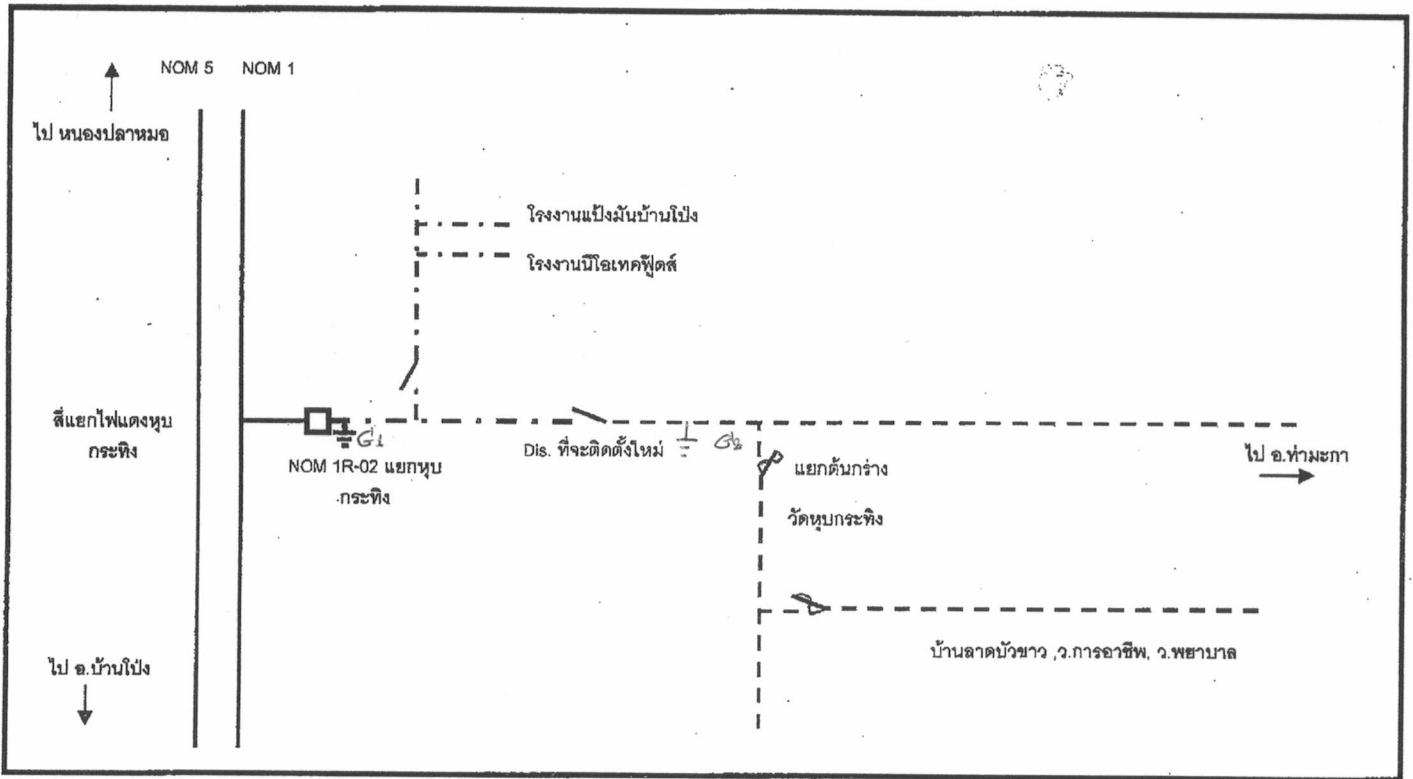 NOM 5 NOM 1
ไป หนองปลาหมอ
โรงงานแป้งมันบ้านโป่ง
โรงงานนีโอเทคฟู๊ดส์
สี่แยกไฟแดงหุบ
กระทิง
G1
NOM 1R-02 แยกหุบ
กระทิง
Dis. ที่จะติดตั้งใหม่
G2
แยกต้นกร่าง
วัดหุบกระทิง
ไป อ.ท่ามะกา
บ้านลาดบัวขาว ,ว.การอาชีพ, ว.พยาบาล
ไป อ.บ้านโป่ง